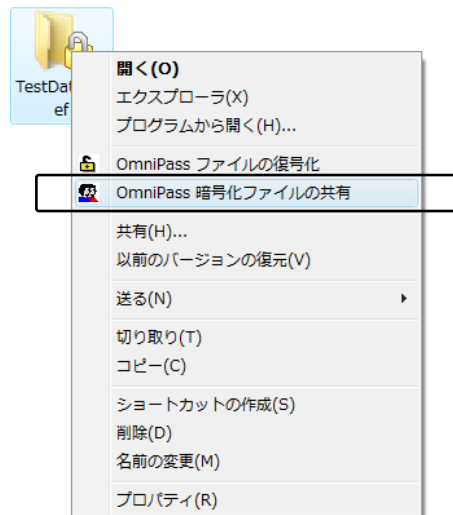 TestDat
ef
開く(O)
エクスプローラ(X)
プログラムから開く(H)...
OmniPass ファイルの復号化
OmniPass 暗号化ファイルの共有
共有(H)...
以前のバージョンの復元(V)
送る(N)
切り取り(T)
コピー(C)
ショートカットの作成(S)
削除(D)
名前の変更(M)
プロパティ(R)